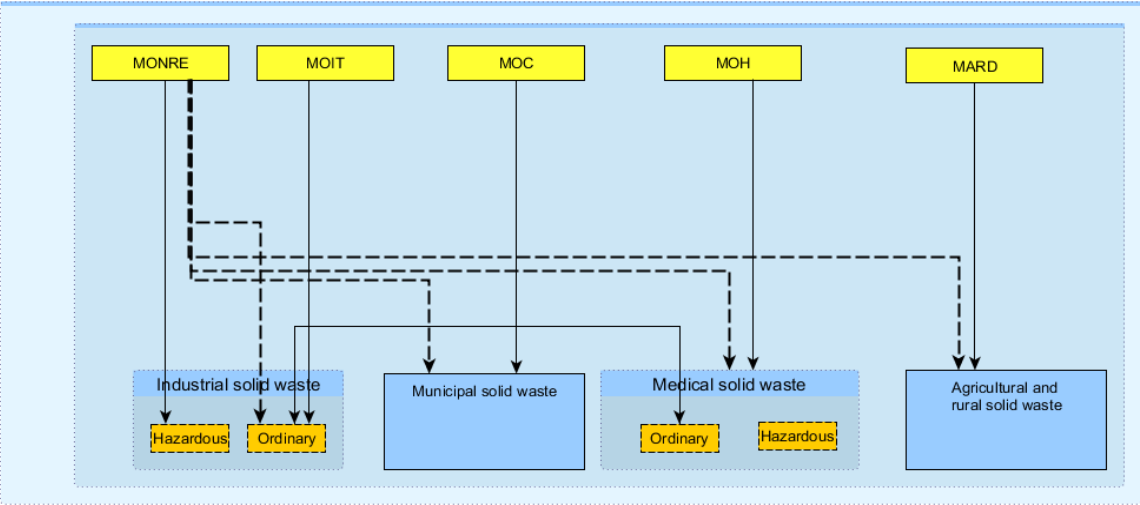 MONRE
MOIT
MOC
MOH
MARD
Industrial solid waste
Municipal solid waste
Medical solid waste
Agricultural and
rural solid waste
Hazardous
Ordinary
Ordinary
Hazardous